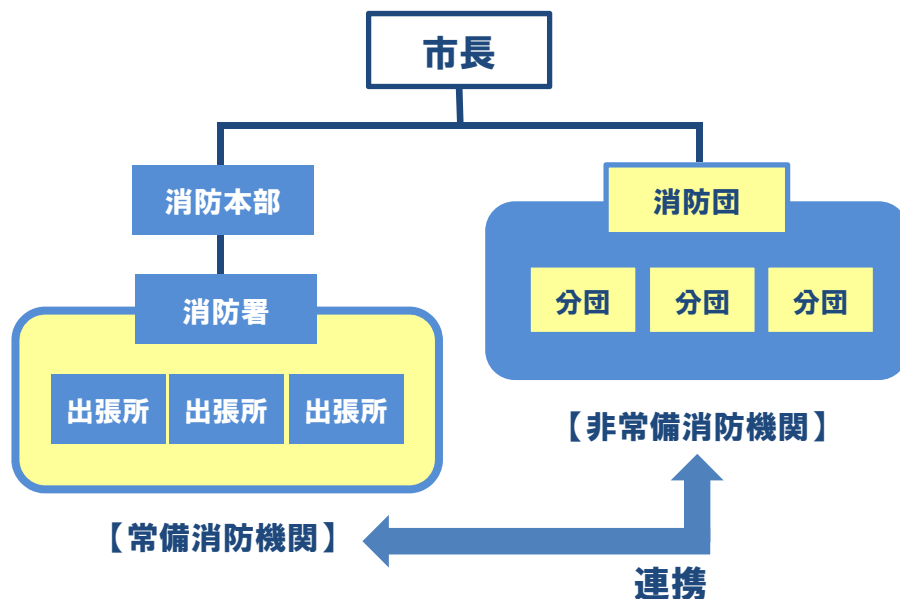 市長
消防本部
消防団
消防署
分団
分団
分団
出張所
出張所
出張所
【非常備消防機関】
【常備消防機関】
連携